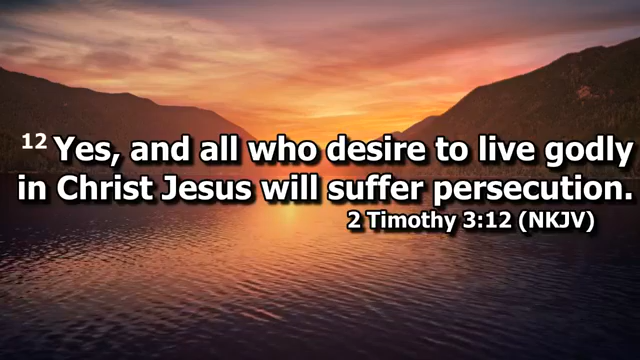 12 Yes, and all who desire to live godly
in Christ Jesus will suffer persecution.
2 Timothy 3:12 (NKJV)